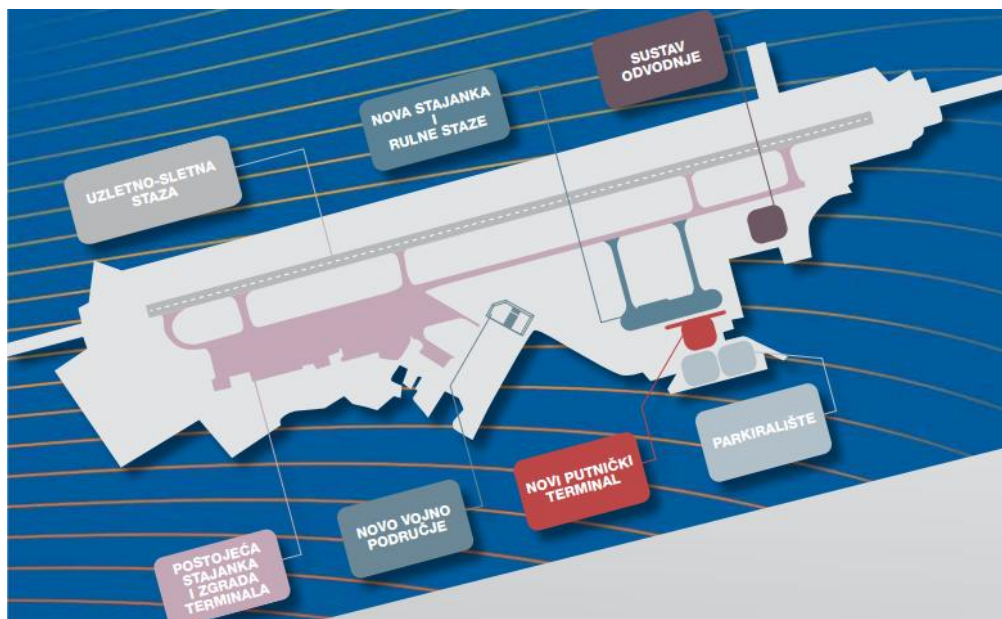 SUSTAV
ODVODNJE
NOVA STAJANKA
I
RULNE STAZE
UZLETNO-SLETNA
STAZA
PARKIRALIŠTE
NOVI PUTNIČKI
TERMINAL
NOVO VOJNO
PODRUČJE
POSTOJEĆA
STAJANKA
I ZGRADA
TERMINALA